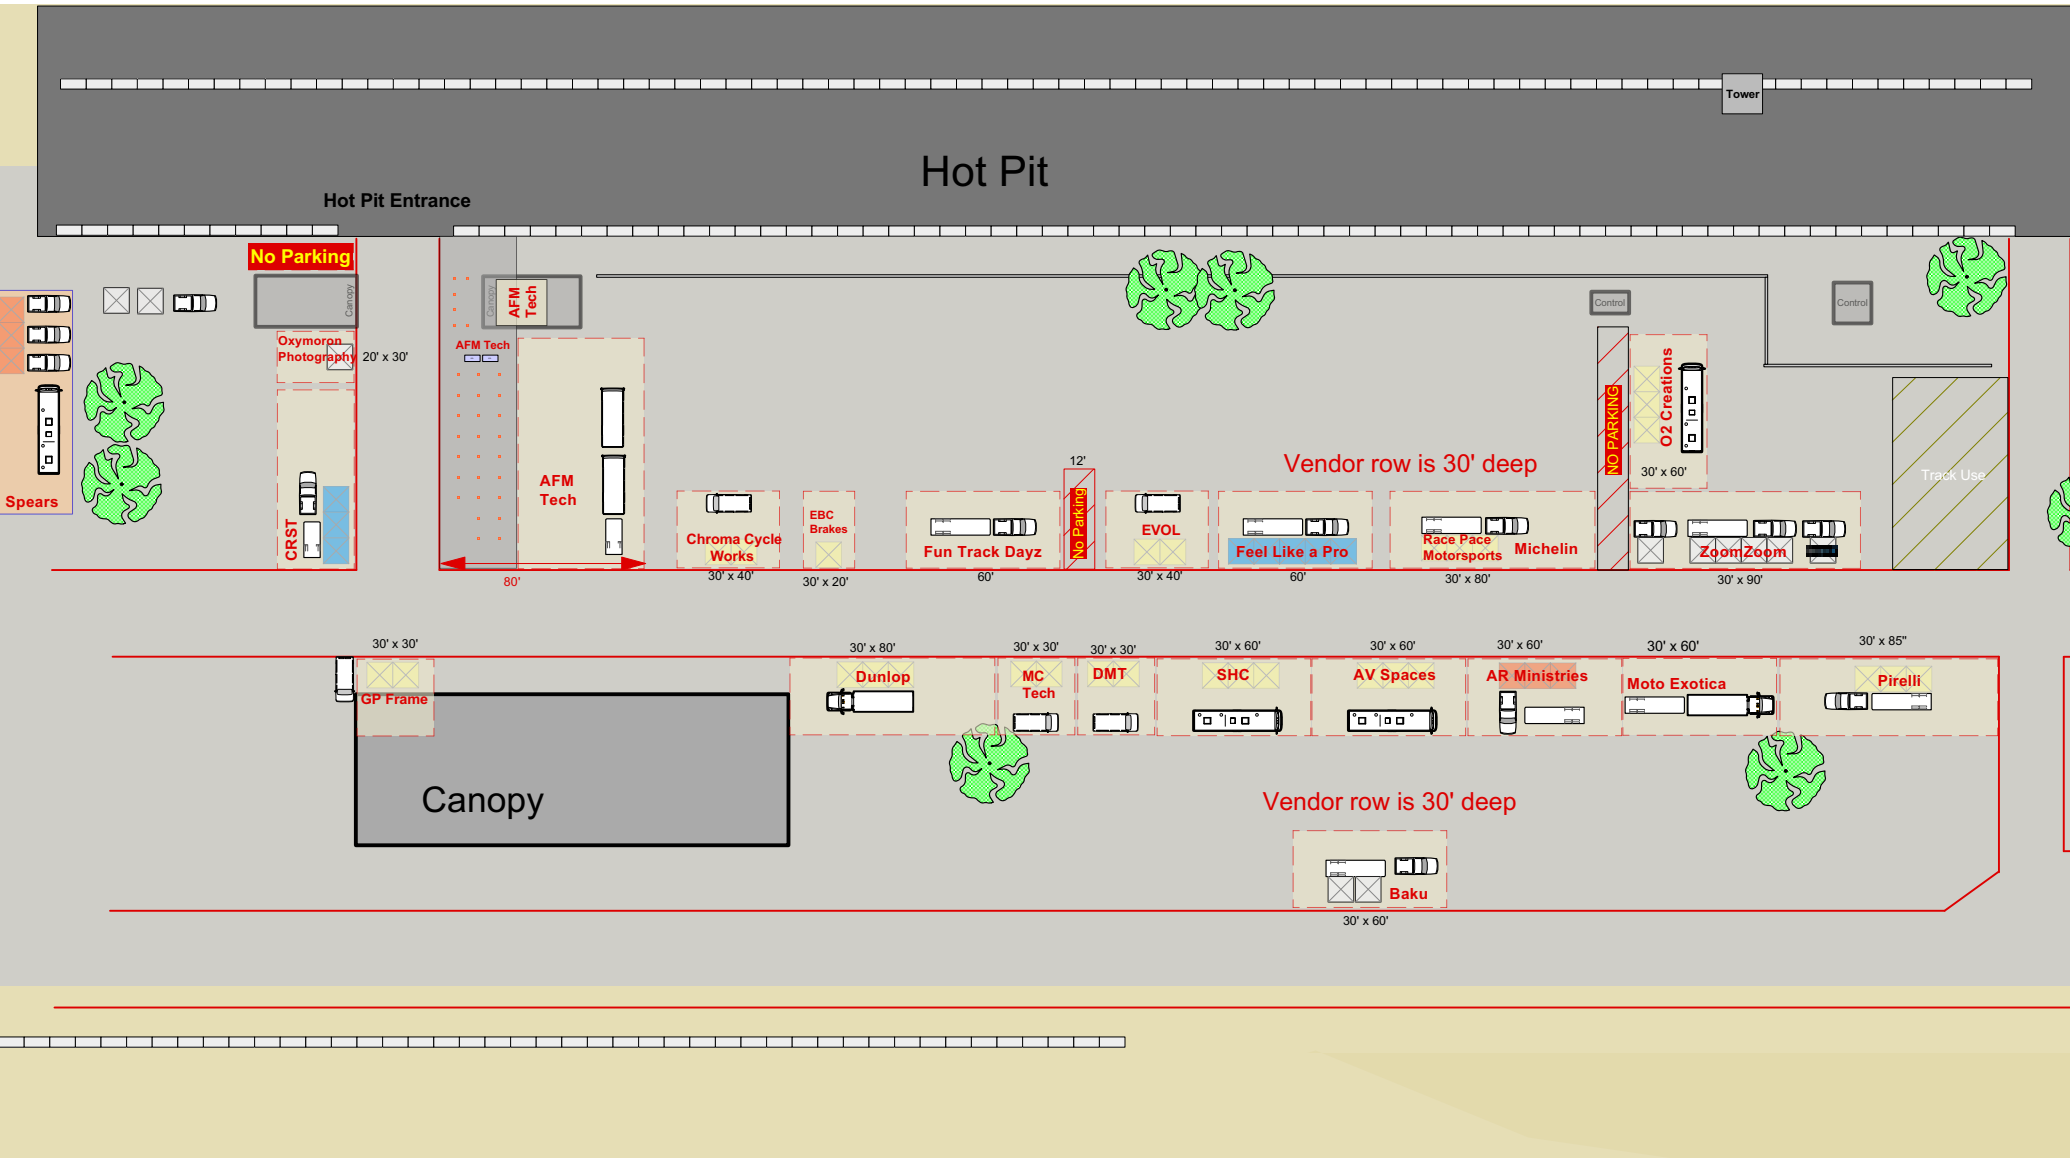 Tower
Hot Pit
Hot Pit Entrance
No Parking
Canopy
Oxymoron
Photography
20' x 30'
Spears
CRST
Canopy
AFM
Tech
AFM Tech
AFM
Tech
80'
Chroma Cycle
Works
30' x 40'
EBC
Brakes
30' x 20'
Fun Track Dayz
60'
12'
No Parking
EVOL
30' x 40'
Vendor row is 30' deep
Feel Like a Pro
60'
Race Pace
Motorsports
Michelin
30' x 80'
Control
NO PARKING
O2 Creations
30' x 60'
ZoomZoom
30' x 90'
Control
Track Use
30' x 30'
GP Frame
Canopy
30' x 80'
Dunlop
30' x 30'
MC
Tech
30' x 30'
DMT
30' x 60'
SHC
30' x 60'
AV Spaces
30' x 60'
AR Ministries
30' x 60'
Moto Exotica
30' x 85"
Pirelli
Vendor row is 30' deep
Baku
30' x 60'